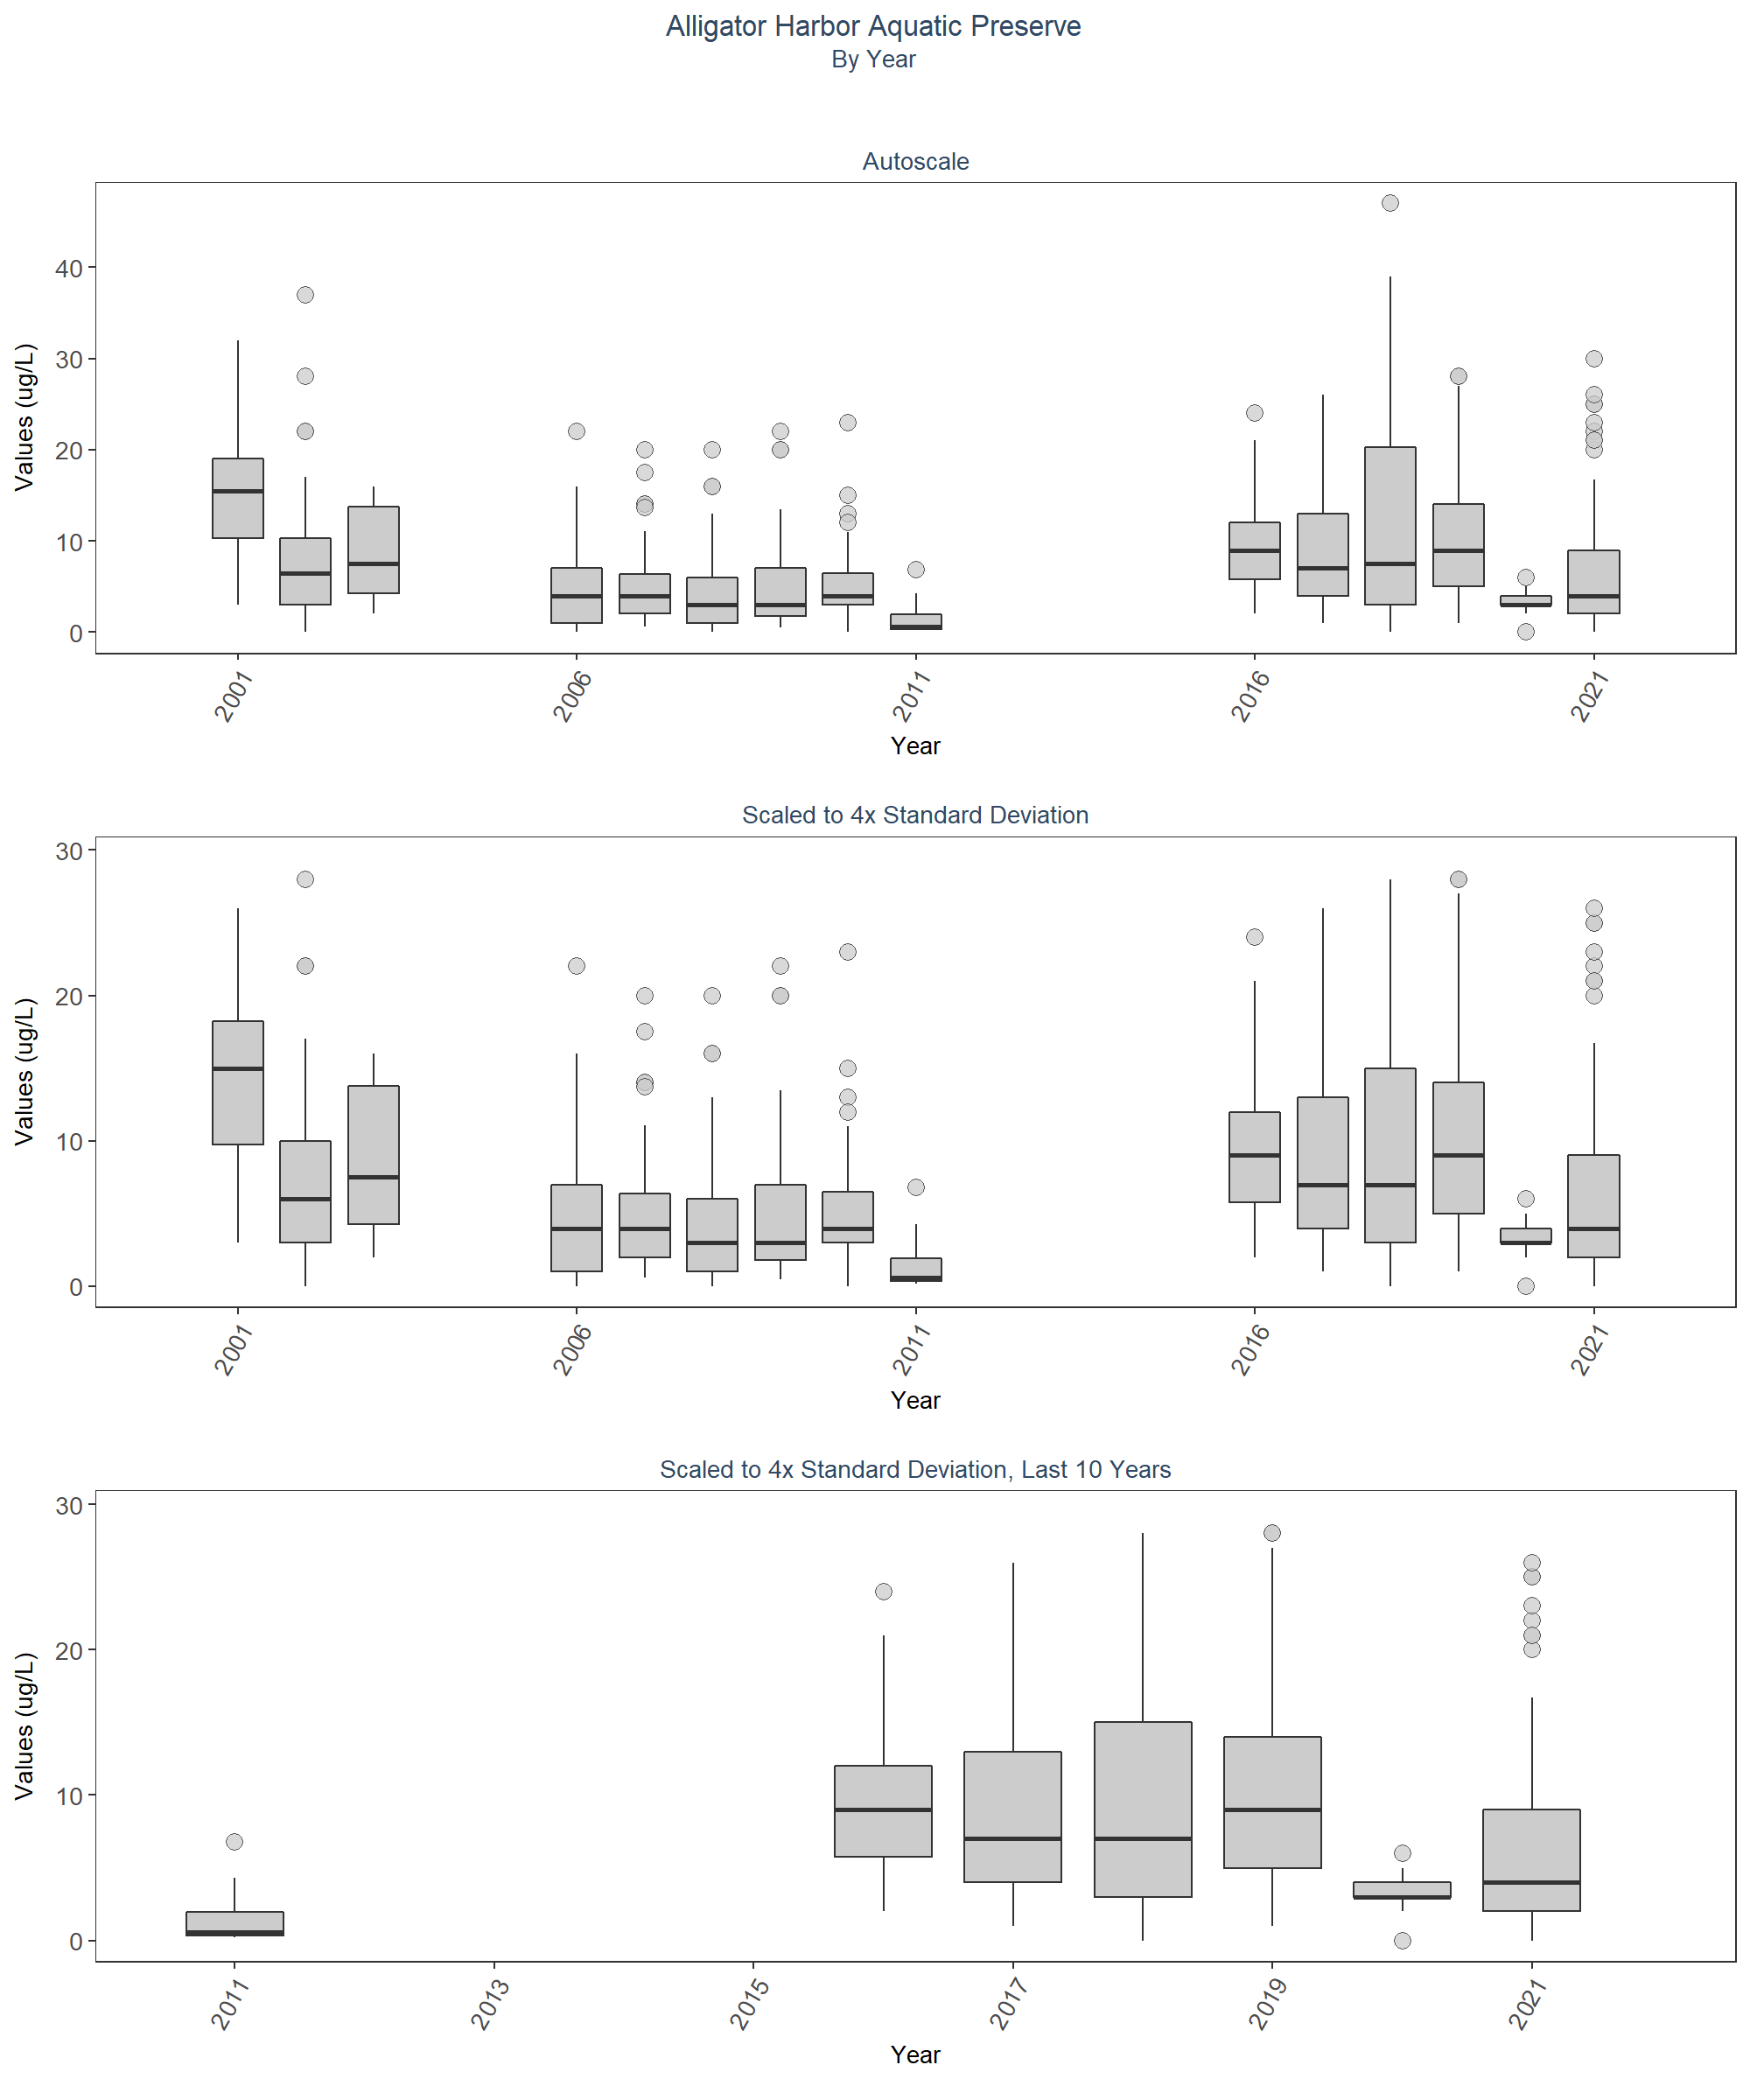 Alligator Harbor Aquatic Preserve
By Year
Autoscale
Values (ug/L)
40
30
20
10
0
2001
2006
2011
2016
2021
Year
Scaled to 4x Standard Deviation
Values (ug/L)
30
20
10
0
2001
2006
2011
2016
2021
Year
Scaled to 4x Standard Deviation, Last 10 Years
Values (ug/L)
30
20
10
0
2011
2013
2015
2017
2019
2021
Year